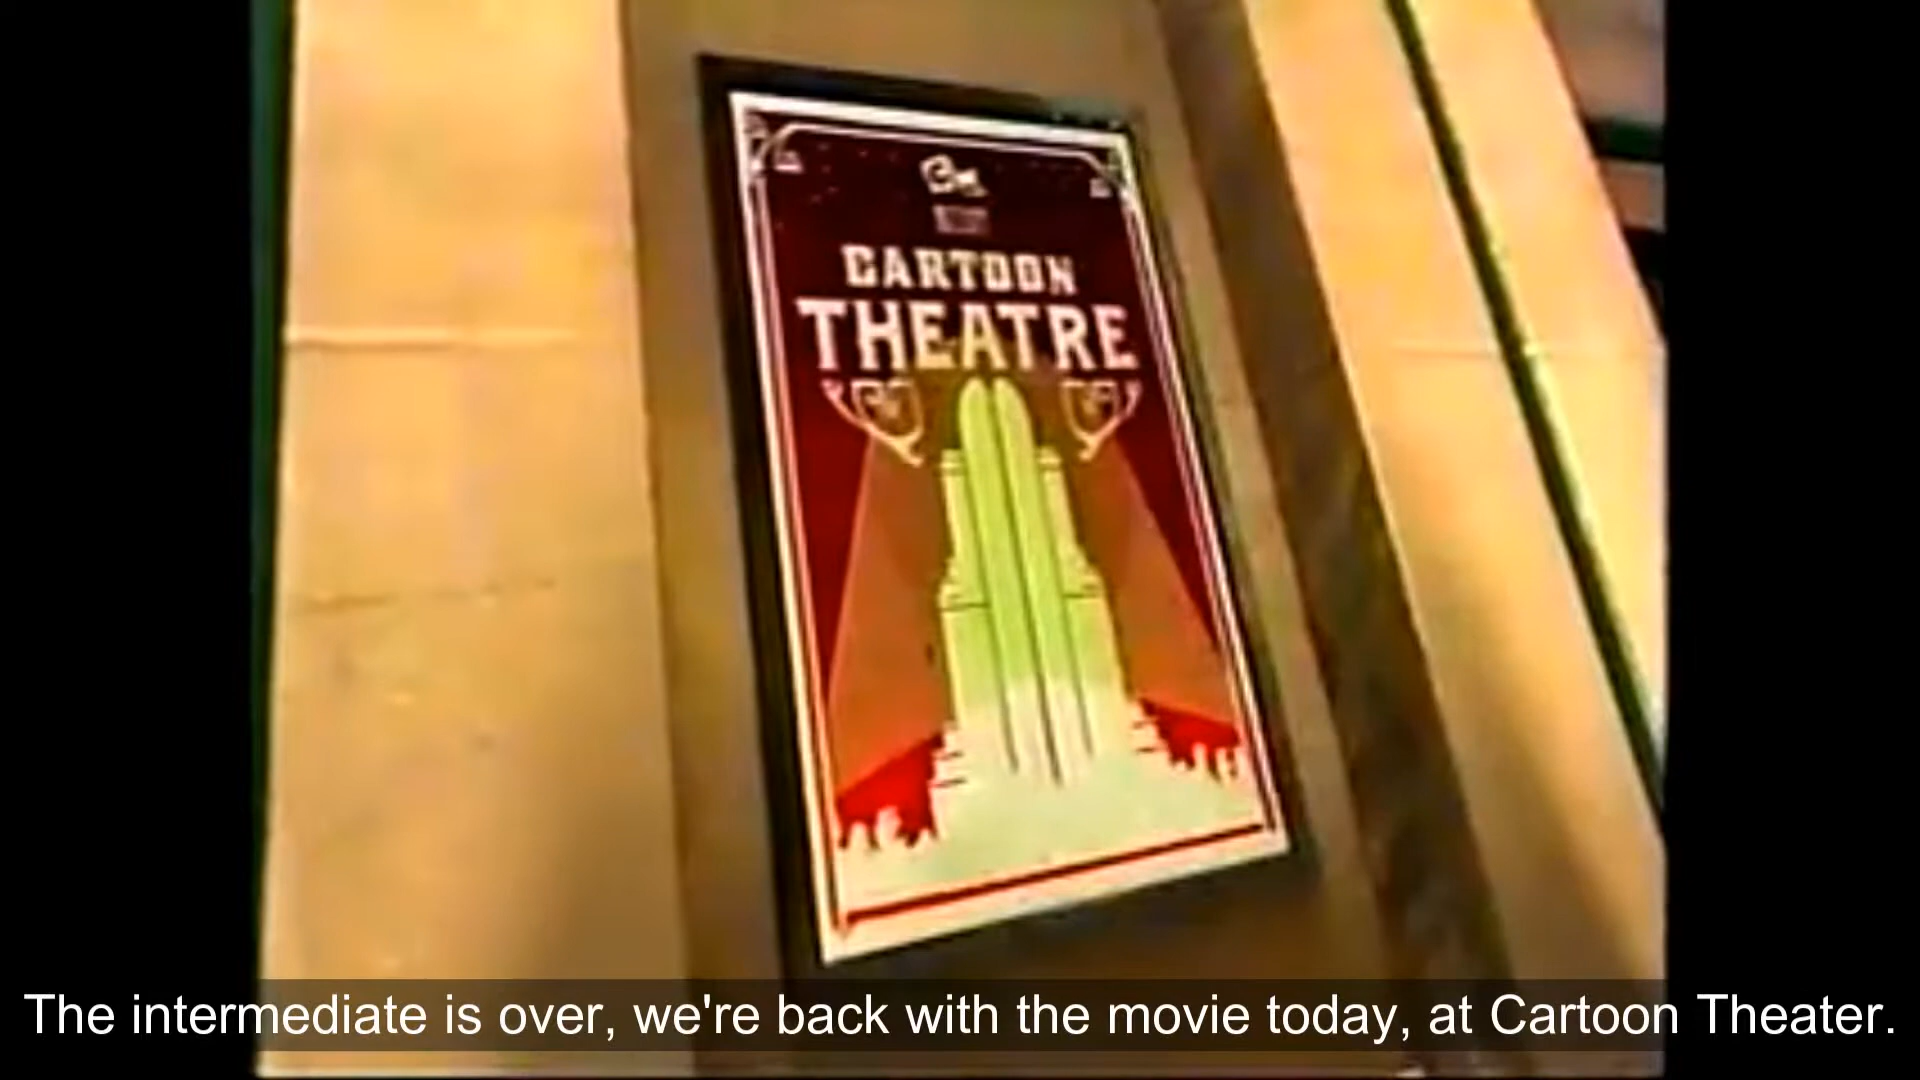 CARTOON
THEATRE
The intermediate is over, we're back with the movie today, at Cartoon Theater.